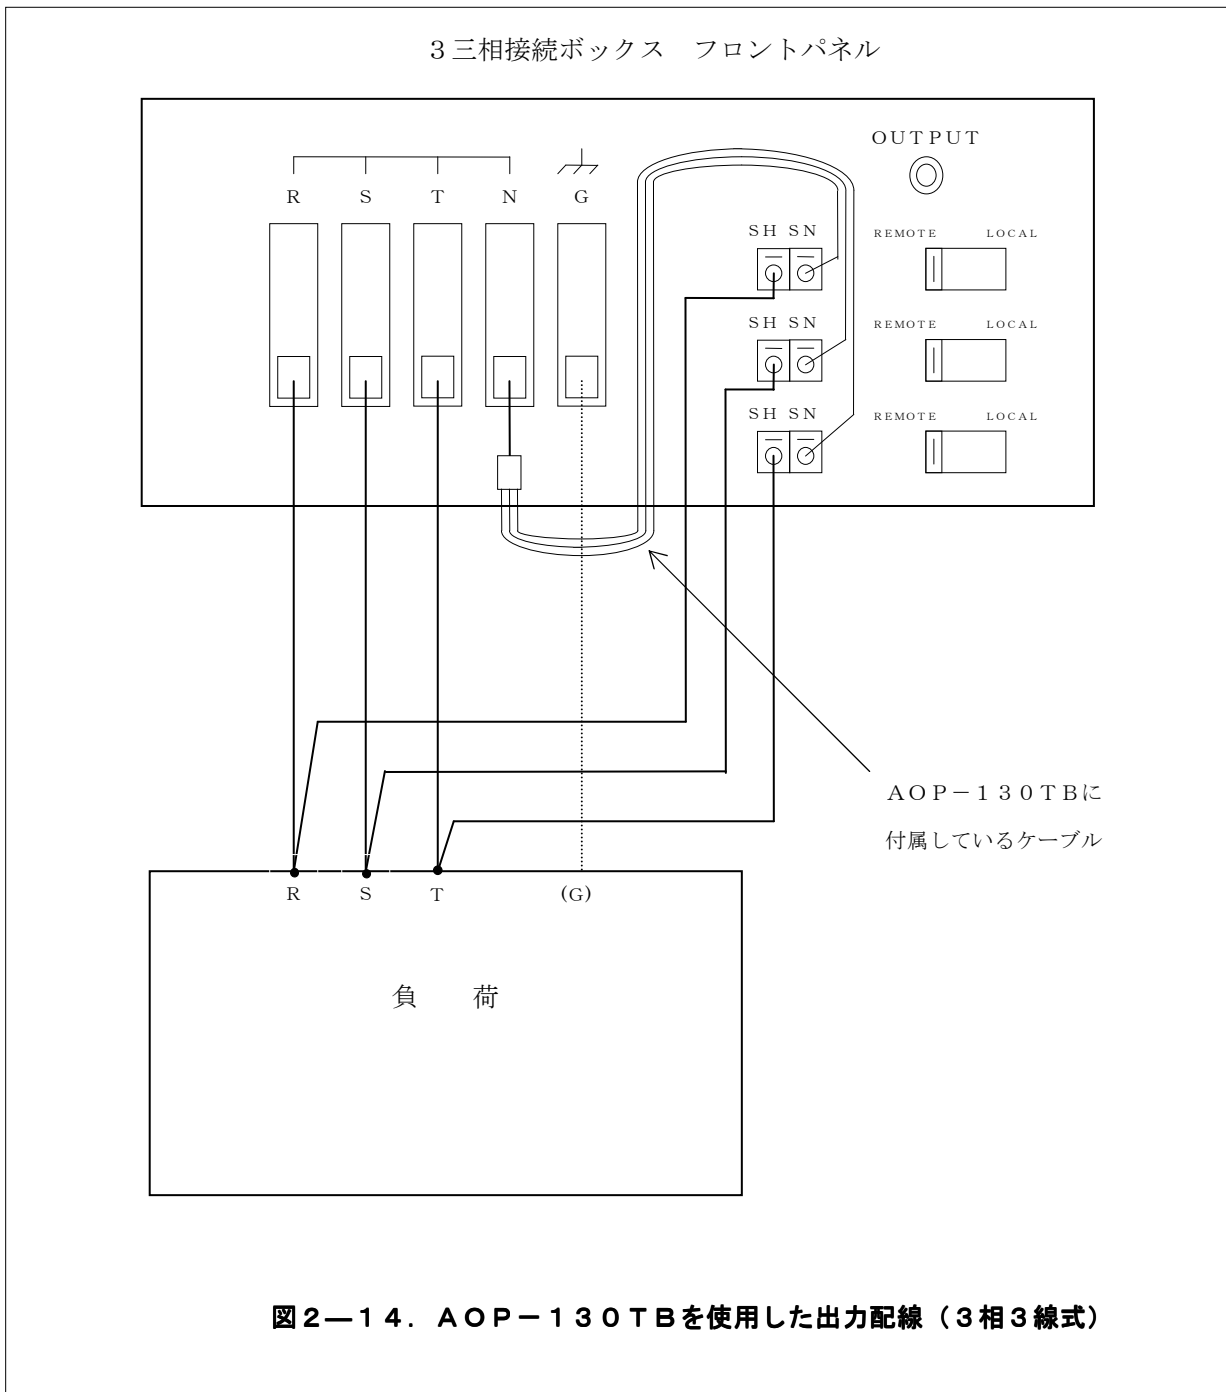 ３三相接続ボックス　フロントパネル
OUTPUT
R S T N G
SH SN
REMOTE LOCAL
SH SN
REMOTE LOCAL
SH SN
REMOTE LOCAL
ＡＯＰ－１３０ＴＢに
付属しているケーブル
R S T (G)
負　荷
図２―１４．ＡＯＰ－１３０ＴＢを使用した出力配線（３相３線式）